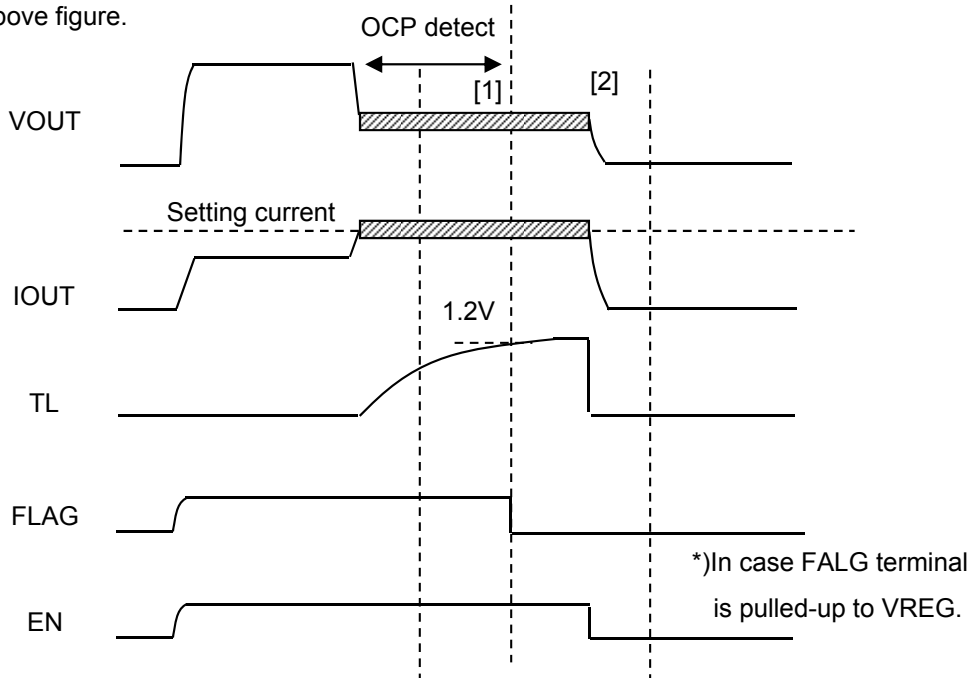 bove figure.
OCP detect
[1]
[2]
VOUT
Setting current
IOUT
1.2V
TL
FLAG
*)In case FALG terminal
is pulled-up to VREG.
EN